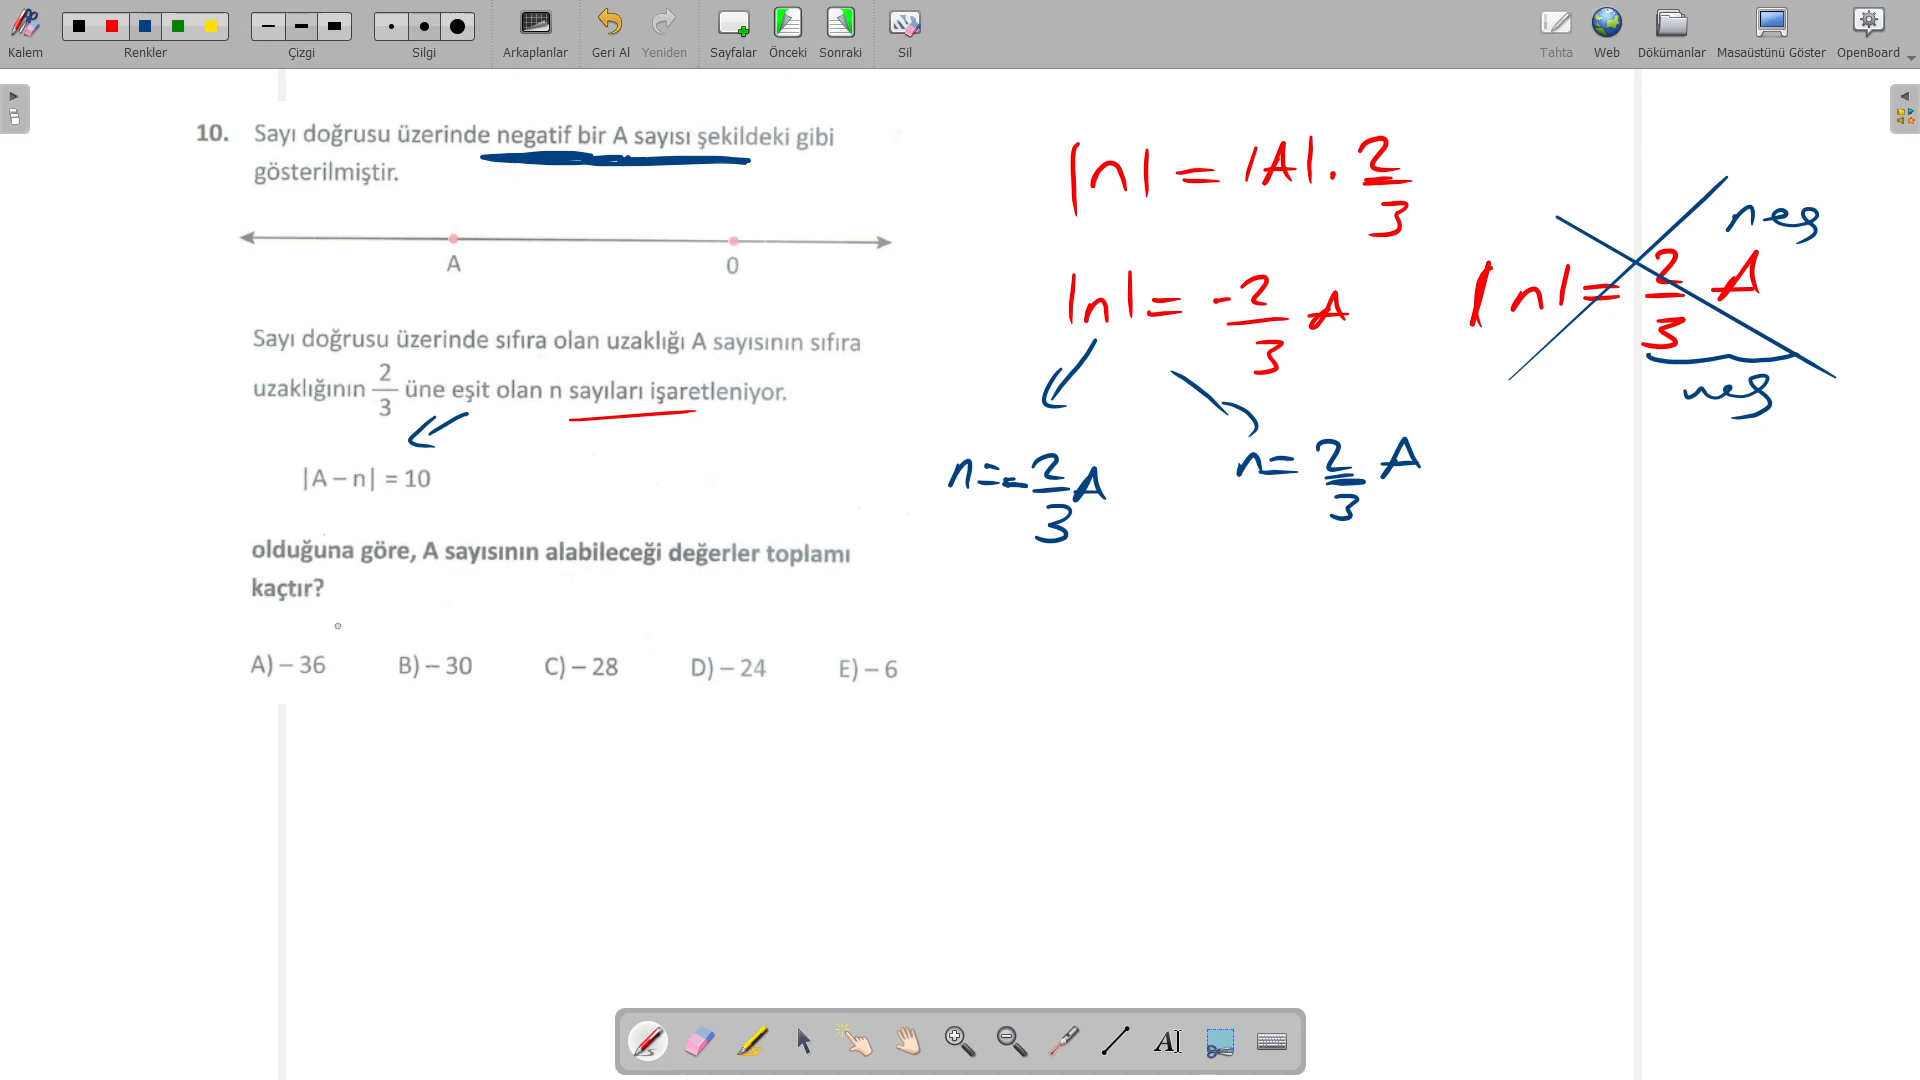 Kalem Renkler Çizgi Silgi Arkaplanlar Geri Al Yeniden Sayfalar Önceki Sonraki Sil Tahta Web Dökümanlar Masaüstünü Göster OpenBoard
10. Sayı doğrusu üzerinde negatif bir A sayısı şekildeki gibi
gösterilmiştir.
A 0
Sayı doğrusu üzerinde sıfıra olan uzaklığı A sayısının sıfıra
uzaklığının 2/3 üne eşit olan n sayıları işaretleniyor.
|A – n| = 10
olduğuna göre, A sayısının alabileceği değerler toplamı
kaçtır?
A) – 36 B) – 30 C) – 28 D) – 24 E) – 6
|n| = |A| . 2/3
|n| = -2/3 A
n = -2/3 A
n = 2/3 A
neg
|n| = 2/3 A
neg